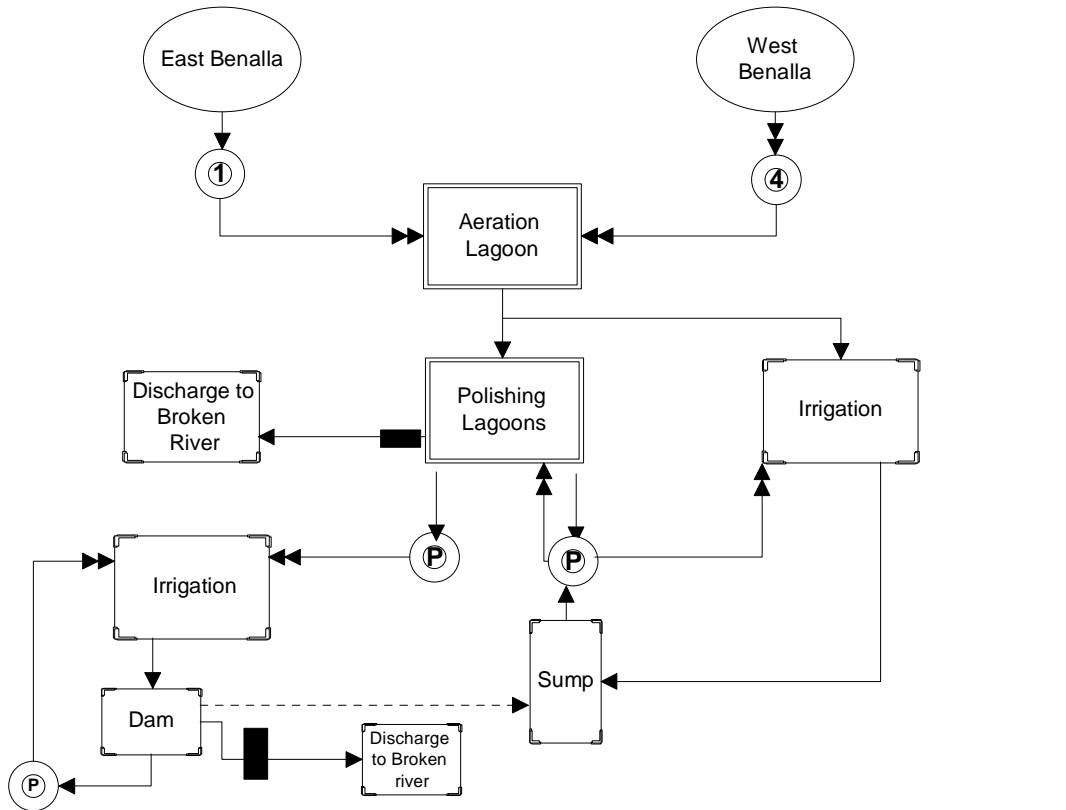 East Benalla
West
Benalla
1
4
Aeration
Lagoon
Polishing
Lagoons
Discharge to
Broken
River
Irrigation
P
P
Irrigation
Sump
Dam
Discharge
to Broken
river
P